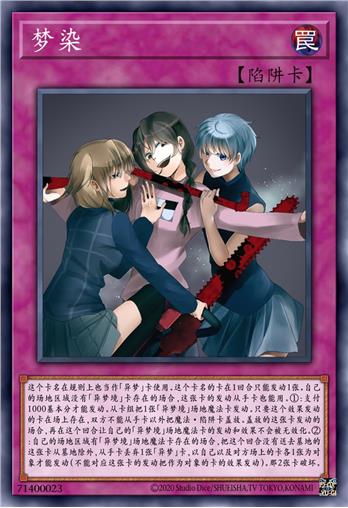 梦染
罠
【陷阱卡】
这个卡名在规则上也当作「异梦」卡使用。这个卡名的卡1回合只能发动1张。自己
的场地区域没有「异梦境」卡存在的场合，这张卡的发动从手卡也能用。①：支付
1000基本分才能发动。从卡组把1张「异梦境」场地魔法卡发动。只要这个效果发动
的卡在场上存在，双方不能从手卡以外把魔法·陷阱卡盖放，盖放的这张卡发动的
场合，再在这个回合让自己的「异梦境」场地魔法卡的发动和效果不会被无效化。②
：自己的场地区域有「异梦境」场地魔法卡存在的场合，把这个回合没有送去墓地的
这张卡从墓地除外，从手卡丢弃1张「异梦」卡，以自己以及对方场上的卡各1张为对
象才能发动(不能对应这张卡的发动把作为对象的卡的效果发动)。那2张卡破坏。
71400023
©2020 Studio Dice/SHUEISHA,TV TOKYO,KONAMI